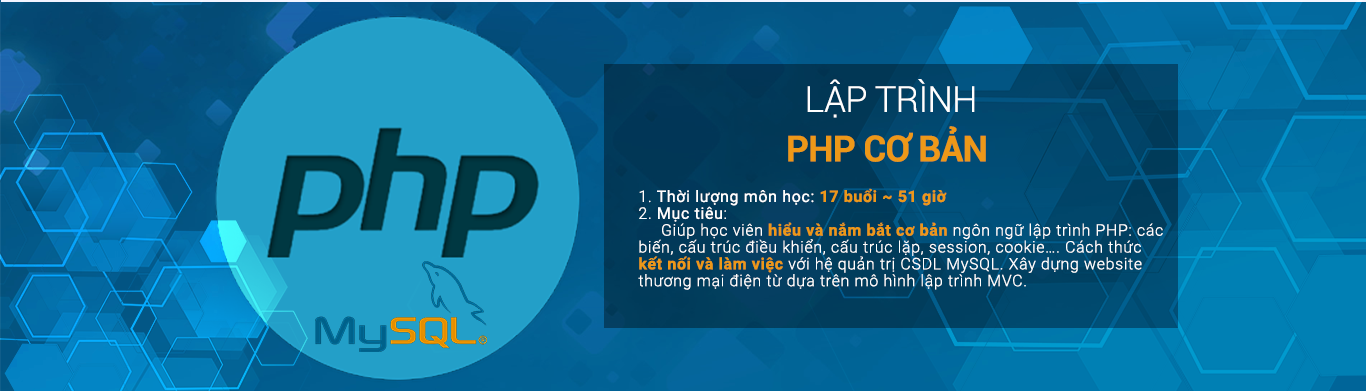 php
MySQL®
LẬP TRÌNH
PHP CƠ BẢN
1. Thời lượng môn học: 17 buổi ~ 51 giờ
2. Mục tiêu:
Giúp học viên hiểu và nắm bắt cơ bản ngôn ngữ lập trình PHP: các
biến, cấu trúc điều khiển, cấu trúc lặp, session, cookie.... Cách thức
kết nối và làm việc với hệ quản trị CSDL MySQL. Xây dựng website
thương mại điện từ dựa trên mô hình lập trình MVC.